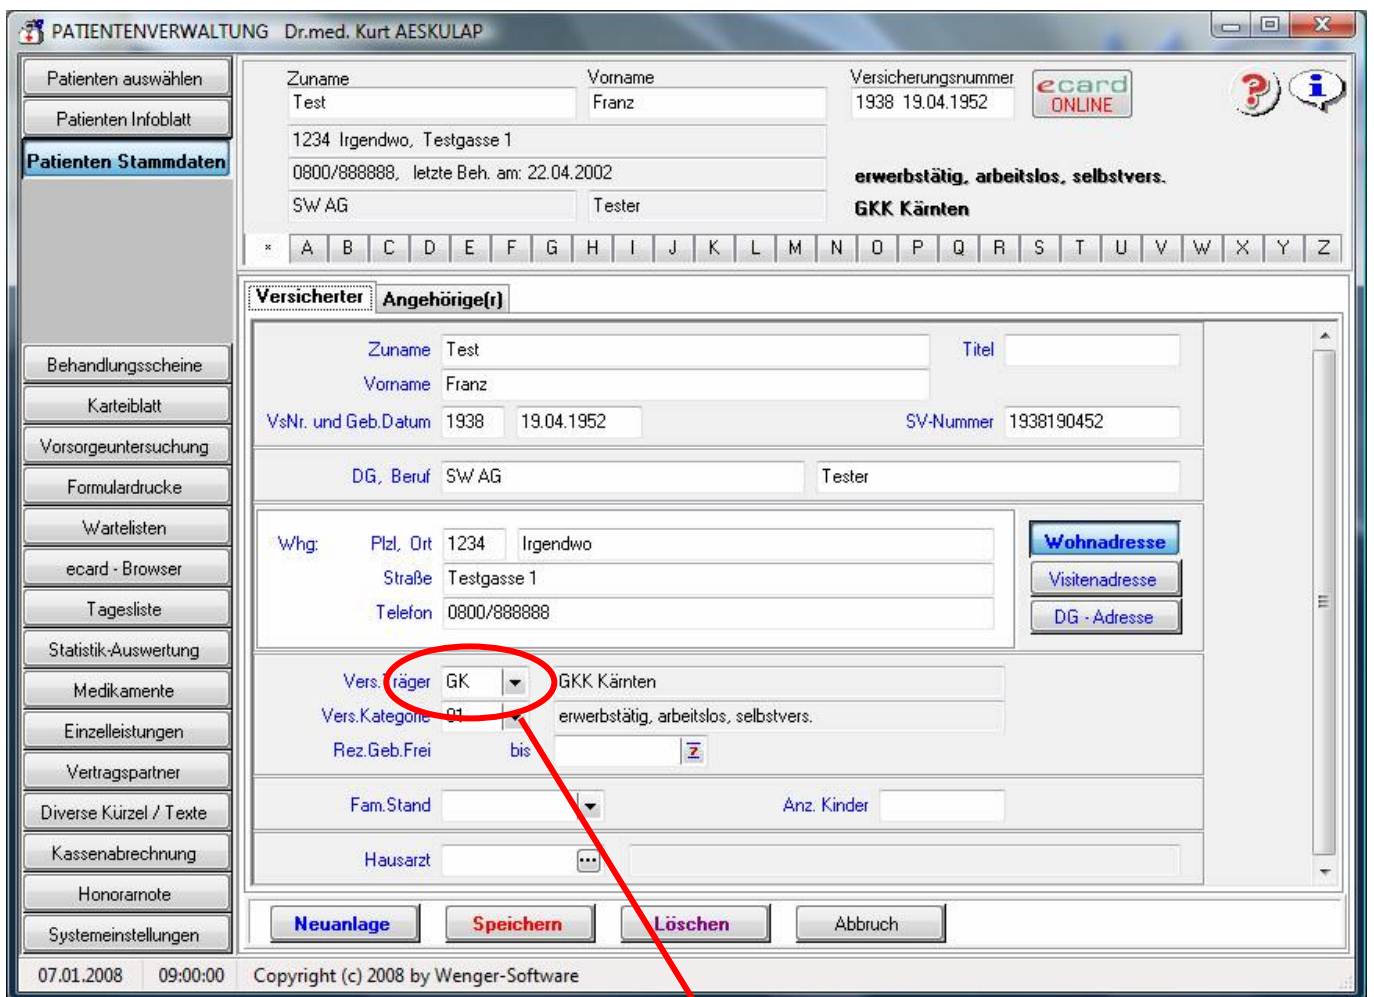 PATIENTENVERWALTUNG Dr.med. Kurt AESKULAP
Patienten auswählen
Patienten Infoblatt
Patienten Stammdaten
Behandlungsscheine
Karteiblatt
Vorsorgeuntersuchung
Formulardrucke
Wartelisten
ecard - Browser
Tagesliste
Statistik-Auswertung
Medikamente
Einzelleistungen
Vertragspartner
Diverse Kürzel / Texte
Kassenabrechnung
Honorarnote
Systemeinstellungen
Zuname Vorname Versicherungsnummer
Test Franz 1938 19.04.1952
ecard
ONLINE
1234 Irgendwo, Testgasse 1
0800/888888, letzte Beh. am: 22.04.2002
erwerbstätig, arbeitslos, selbstvers.
SW AG Tester GKK Kärnten
* A B C D E F G H I J K L M N O P Q R S T U V W X Y Z
Versicherter Angehörige(r)
Zuname Test Titel
Vorname Franz
VsNr. und Geb.Datum 1938 19.04.1952 SV-Nummer 1938190452
DG, Beruf SW AG Tester
Whg: Plzl, Ort 1234 Irgendwo Wohnadresse
Straße Testgasse 1 Visitenadresse
Telefon 0800/888888 DG - Adresse
Vers.Träger GK GKK Kärnten
Vers.Kategorie 01 erwerbstätig, arbeitslos, selbstvers.
Rez.Geb.Frei bis 7
Fam.Stand Anz. Kinder
Hausarzt ...
Neuanlage Speichern Löschen Abbruch
07.01.2008 09:00:00 Copyright (c) 2008 by Wenger-Software